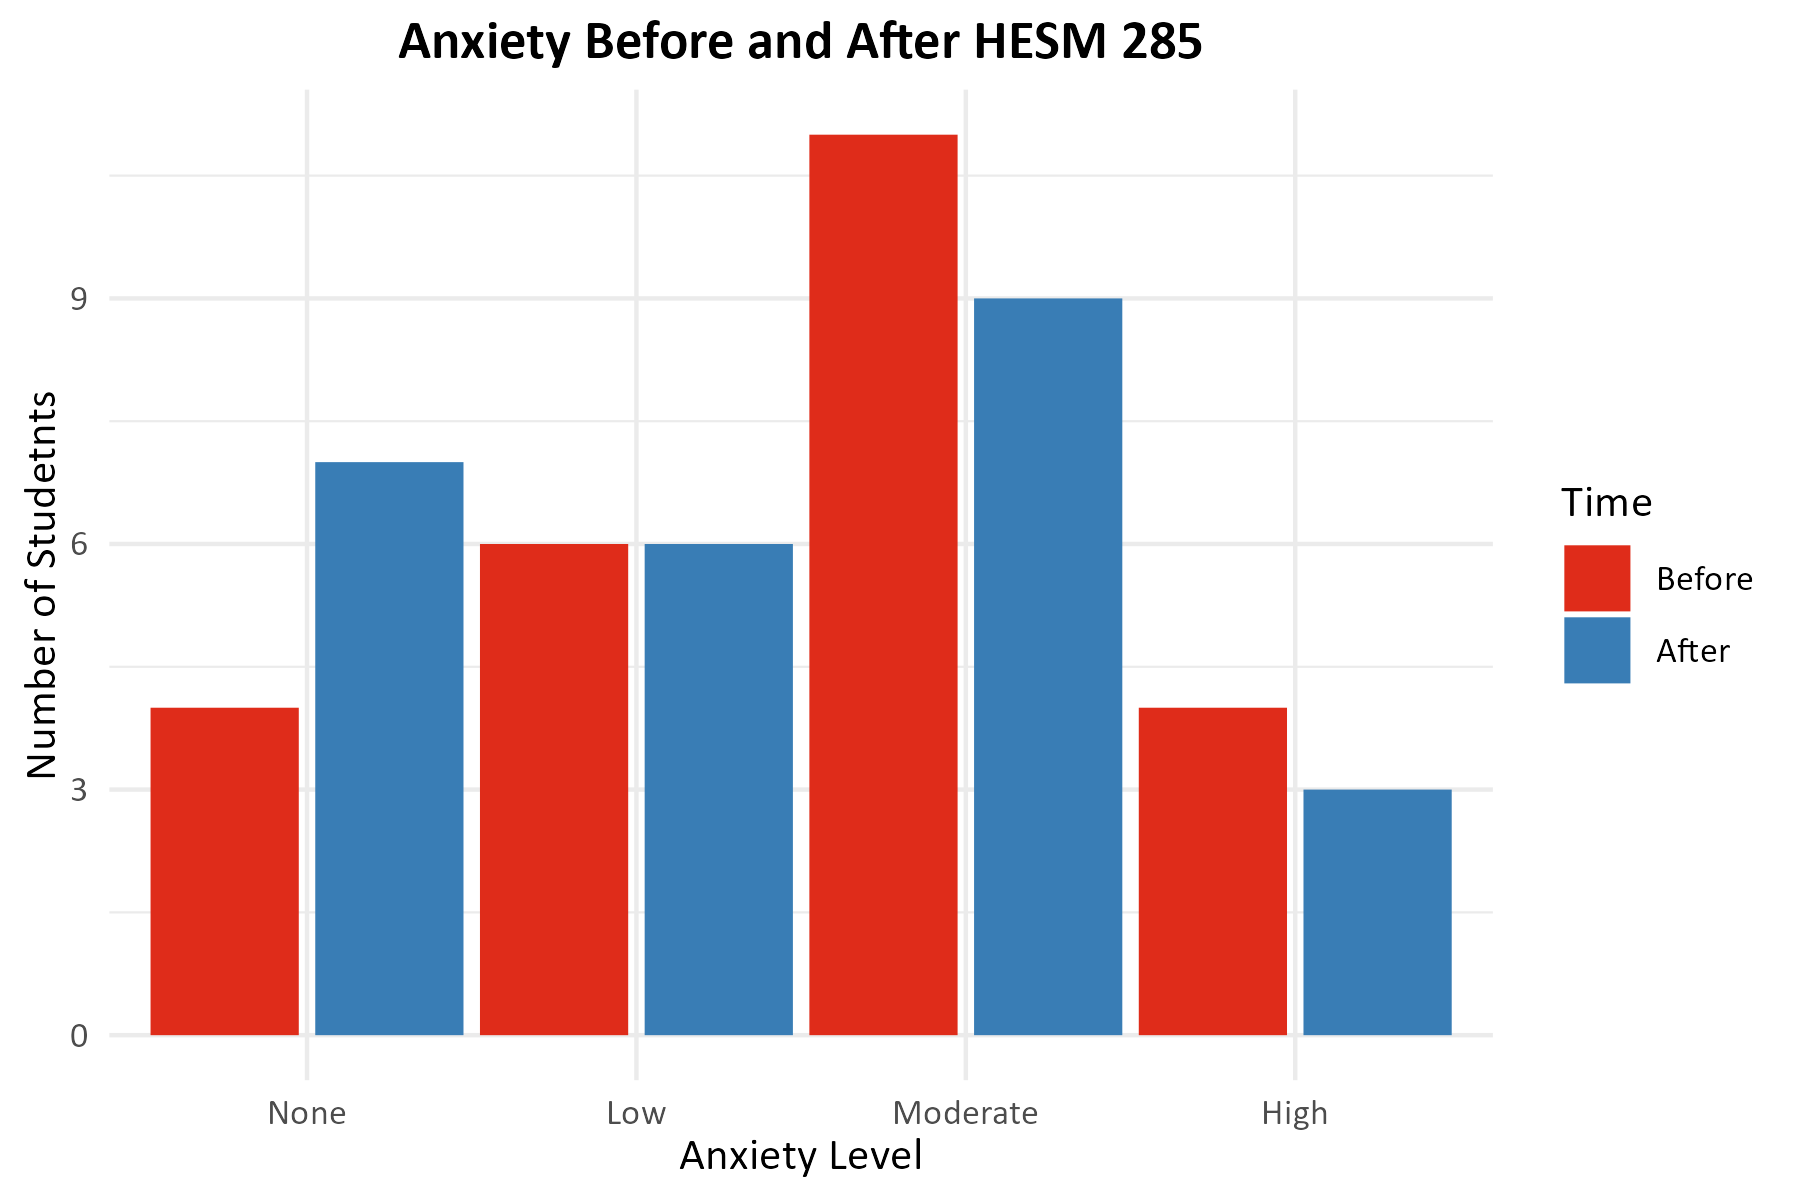 Anxiety Before and After HESM 285
Number of Studetnts
9
6
3
0
None
Low
Moderate
High
Anxiety Level
Time
Before
After